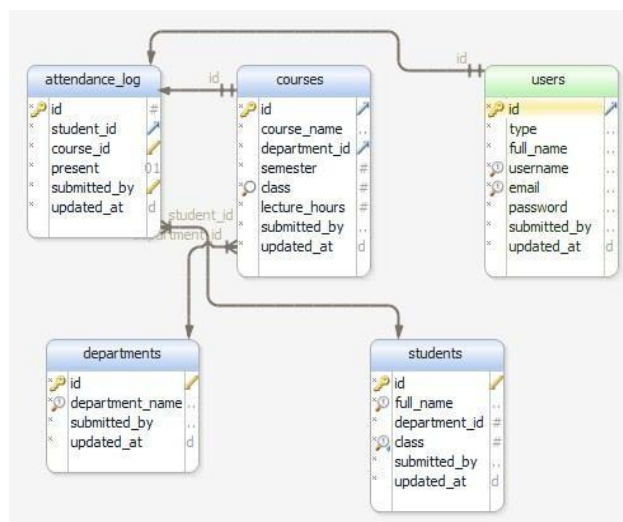 id
attendance_log
id #
student_id
course_id
present 01
submitted_by
updated_at d
id
courses
id
course_name ..
department_id
semester #
class #
lecture_hours #
submitted_by ..
updated_at d
users
id
type ..
full_name ..
username ..
email ..
password ..
submitted_by ..
updated_at d
student_id
department_id
departments
id
department_name ..
submitted_by ..
updated_at d
students
id
full_name ..
department_id #
class #
submitted_by ..
updated_at d